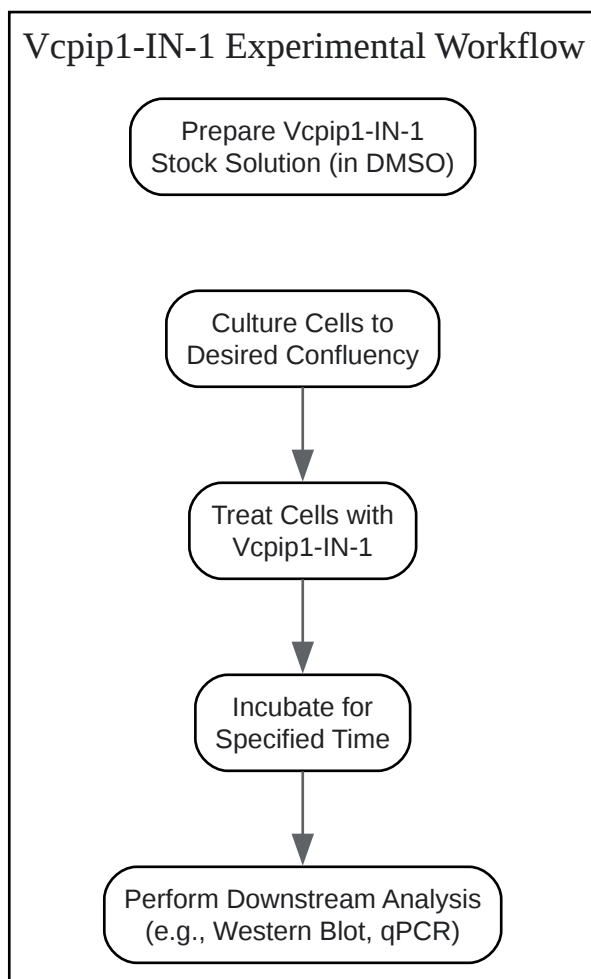 Vcpip1-IN-1 Experimental Workflow
Prepare Vcpip1-IN-1
Stock Solution (in DMSO)
Culture Cells to
Desired Confluency
Treat Cells with
Vcpip1-IN-1
Incubate for
Specified Time
Perform Downstream Analysis
(e.g., Western Blot, qPCR)